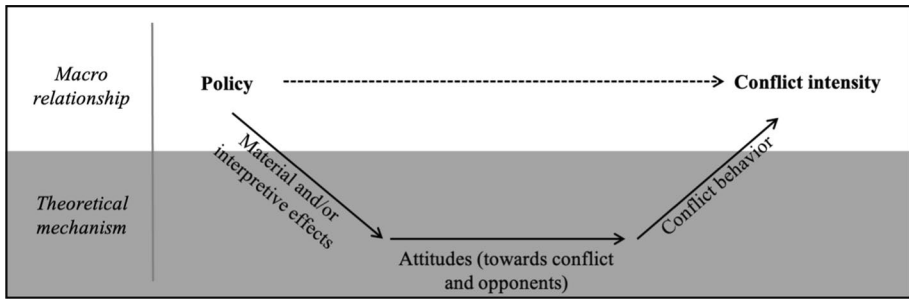 Macro
relationship
Policy
Conflict intensity
Material and/or
interpretive effects
Conflict behavior
Theoretical
mechanism
Attitudes (towards conflict
and opponents)